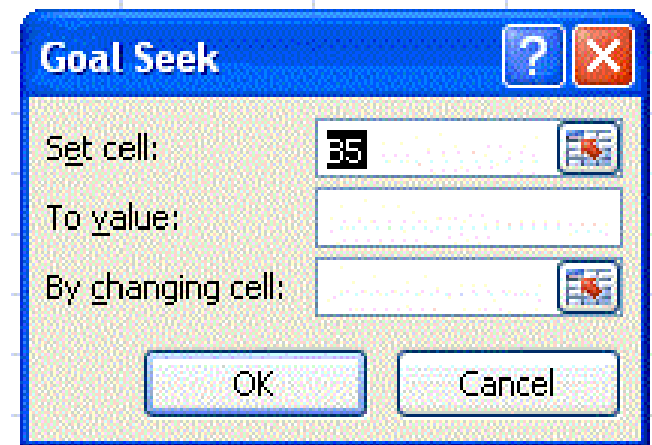 Goal Seek
Set cell: B5
To value:
By changing cell:
OK Cancel